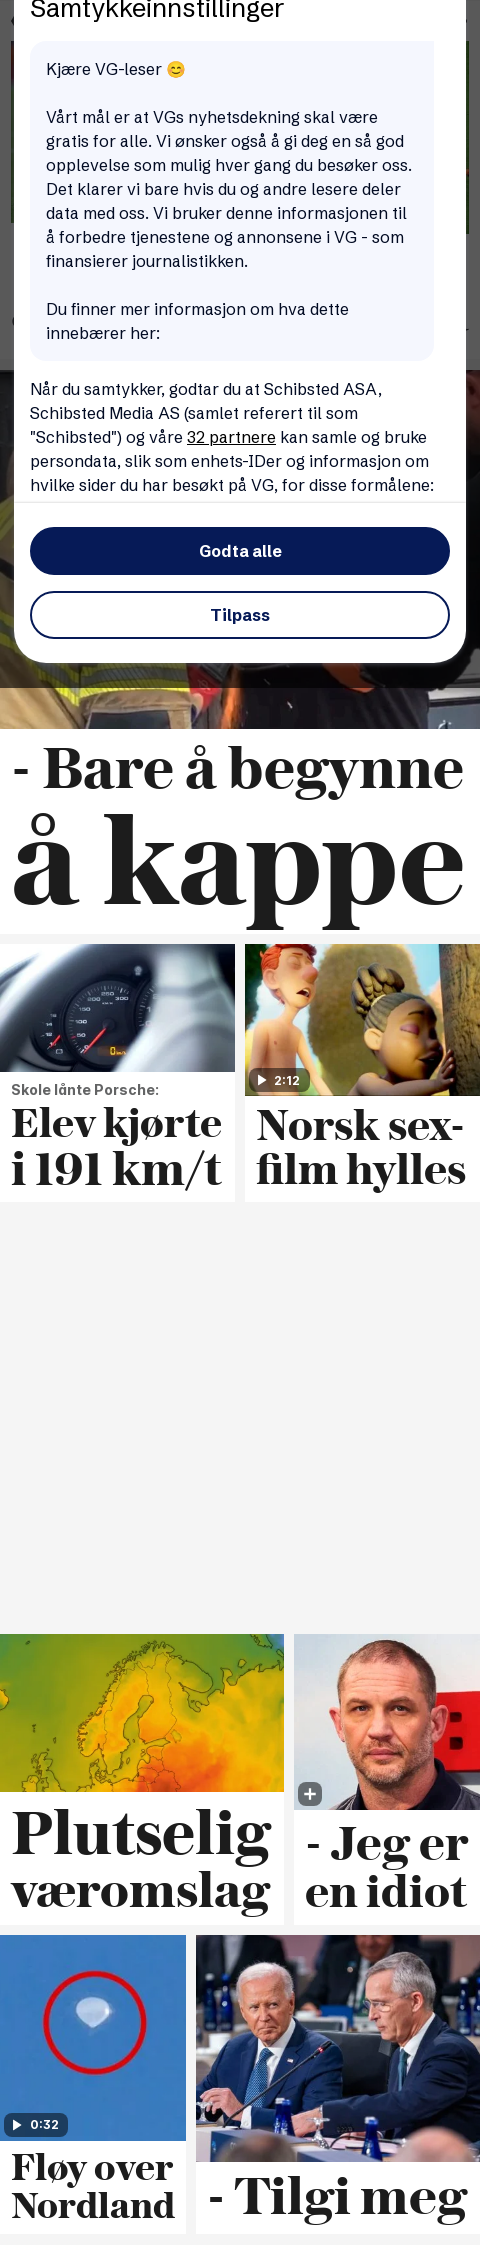 Samtykkeinnstillinger
Kjære VG-leser 😊
Vårt mål er at VGs nyhetsdekning skal være
gratis for alle. Vi ønsker også å gi deg en så god
opplevelse som mulig hver gang du besøker oss.
Det klarer vi bare hvis du og andre lesere deler
data med oss. Vi bruker denne informasjonen til
å forbedre tjenestene og annonsene i VG - som
finansierer journalistikken.
Du finner mer informasjon om hva dette
innebærer her:
Når du samtykker, godtar du at Schibsted ASA,
Schibsted Media AS (samlet referert til som
"Schibsted") og våre 32 partnere kan samle og bruke
persondata, slik som enhets-IDer og informasjon om
hvilke sider du har besøkt på VG, for disse formålene:
Godta alle
Tilpass
- Bare å begynne
å kappe
2:12
Skole lånte Porsche:
Elev kjørte
i 191 km/t
Norsk sex-
film hylles
Plutselig
væromslag
- Jeg er
en idiot
0:32
Fløy over
Nordland
- Tilgi meg